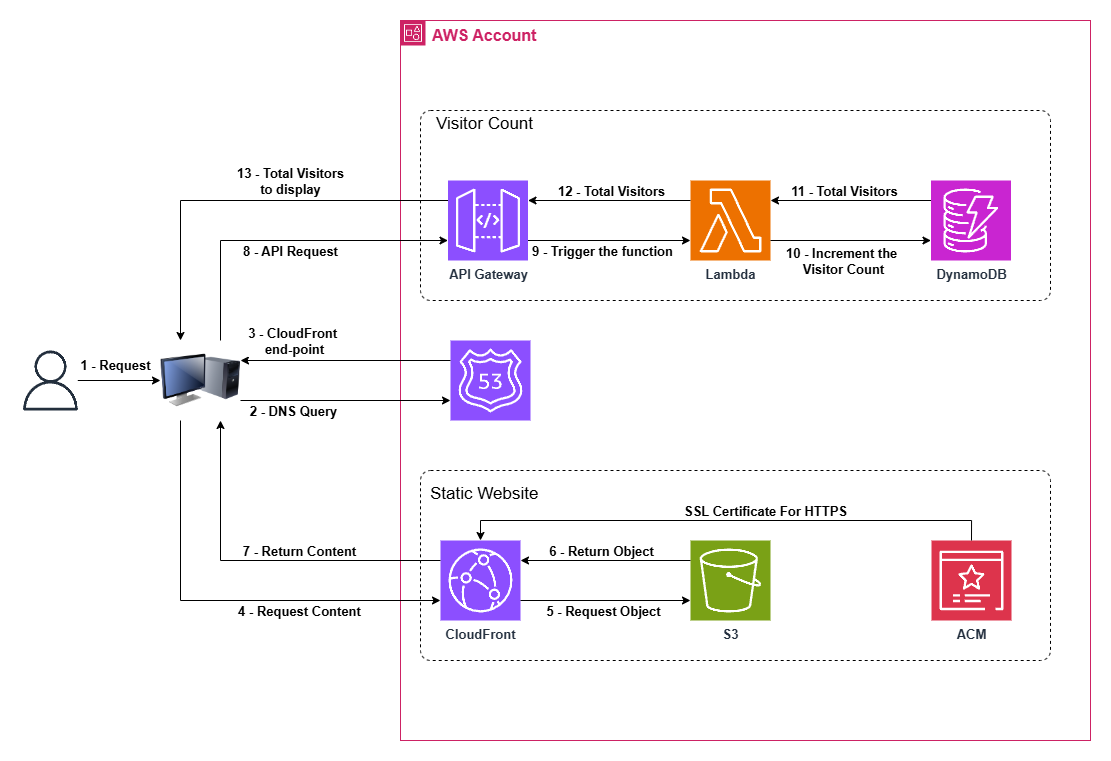 AWS Account
Visitor Count
13 - Total Visitors
to display
12 - Total Visitors
11 - Total Visitors
8 - API Request
9 - Trigger the function
10 - Increment the
Visitor Count
API Gateway
Lambda
DynamoDB
3 - CloudFront
end-point
1 - Request
53
2 - DNS Query
Static Website
SSL Certificate For HTTPS
7 - Return Content
6 - Return Object
4 - Request Content
5 - Request Object
CloudFront
S3
ACM